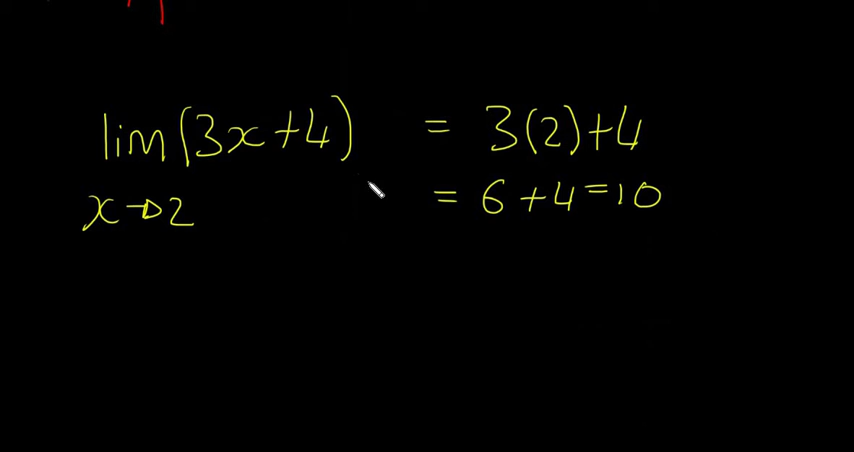 lim(3x+4) = 3(2)+4
x→2 = 6+4=10